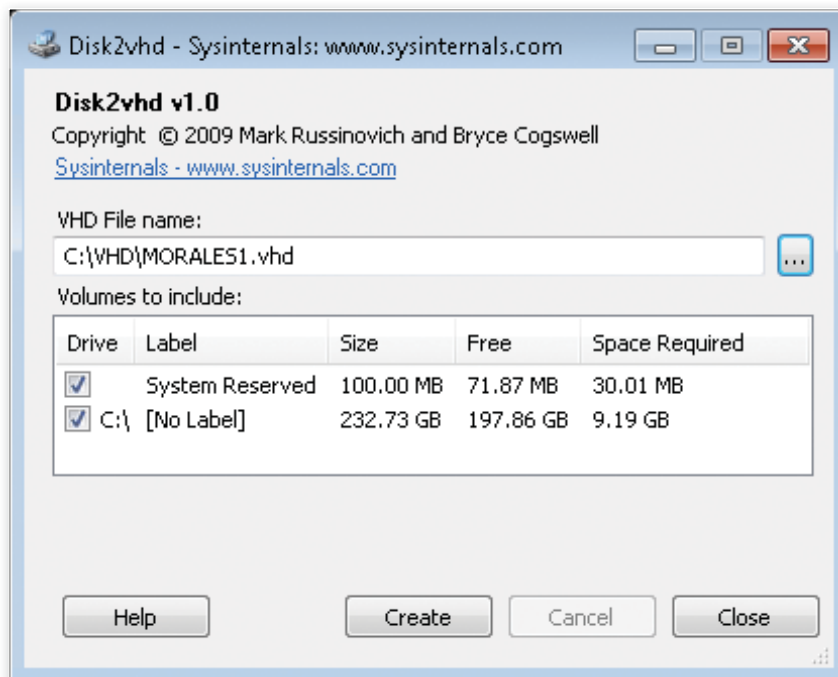 Disk2vhd - Sysinternals: www.sysinternals.com
Disk2vhd v1.0
Copyright © 2009 Mark Russinovich and Bryce Cogswell
Sysinternals - www.sysinternals.com
VHD File name:
C:\VHD\MORALES1.vhd
...
Volumes to include:
Drive Label Size Free Space Required
System Reserved 100.00 MB 71.87 MB 30.01 MB
C:\ [No Label] 232.73 GB 197.86 GB 9.19 GB
Help Create Cancel Close